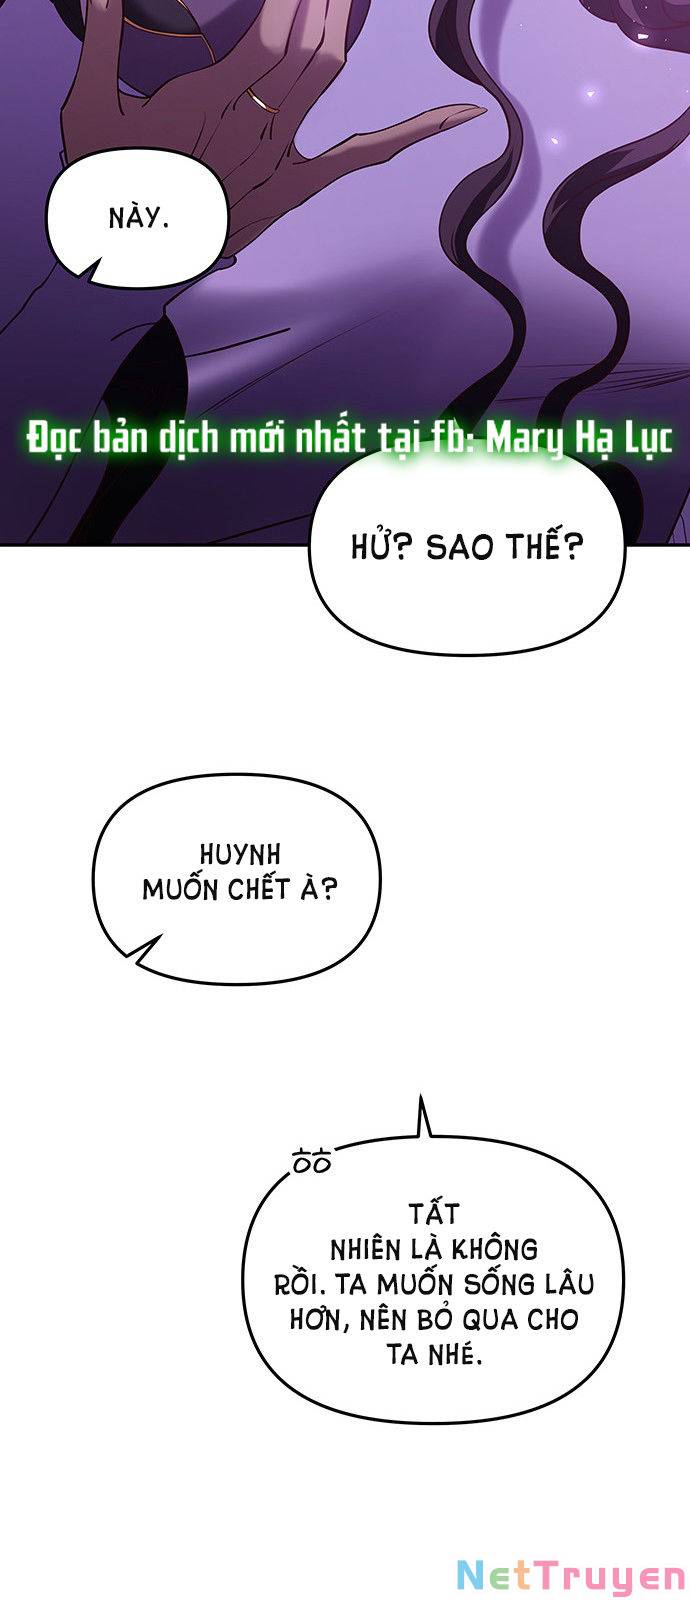 NÀY.
Đọc bản dịch mới nhất tại fb: Mary Hạ Lục
HỬ? SAO THẾ?
HUYNH
MUỐN CHẾT À?
ㅎㅎ
TẤT
NHIÊN LÀ KHÔNG
RỒI. TA MUỐN SỐNG LÂU
HƠN, NÊN BỎ QUA CHO
TA NHÉ.
NetTruyen